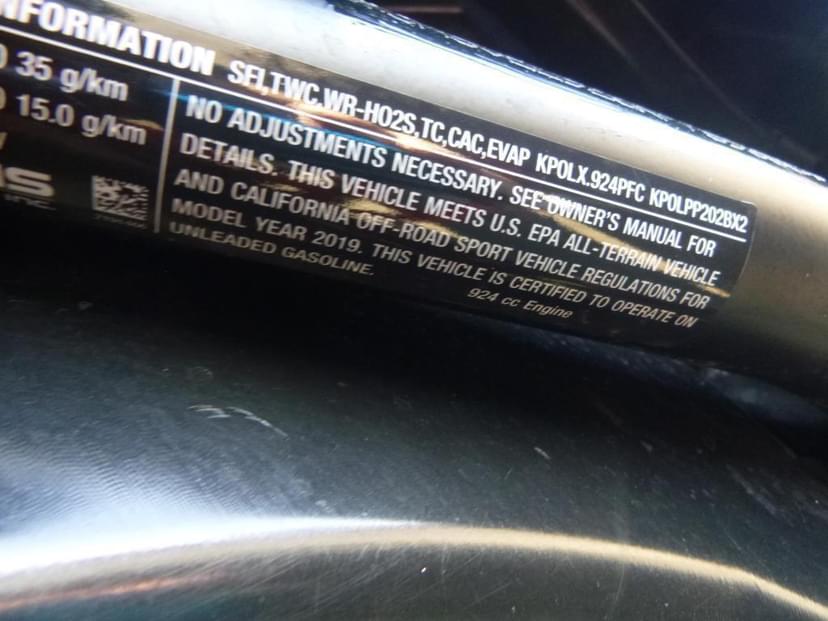 NFORMATION
35 g/km
15.0 g/km
SFI,TWC,WR-HO2S,TC,CAC,EVAP KPOLX.924PFC KPOLPP202BX2
NO ADJUSTMENTS NECESSARY. SEE OWNER'S MANUAL FOR
DETAILS. THIS VEHICLE MEETS U.S. EPA ALL-TERRAIN VEHICLE
AND CALIFORNIA OFF-ROAD SPORT VEHICLE REGULATIONS FOR
MODEL YEAR 2019. THIS VEHICLE IS CERTIFIED TO OPERATE ON
UNLEADED GASOLINE.
924 cc Engine
INC.